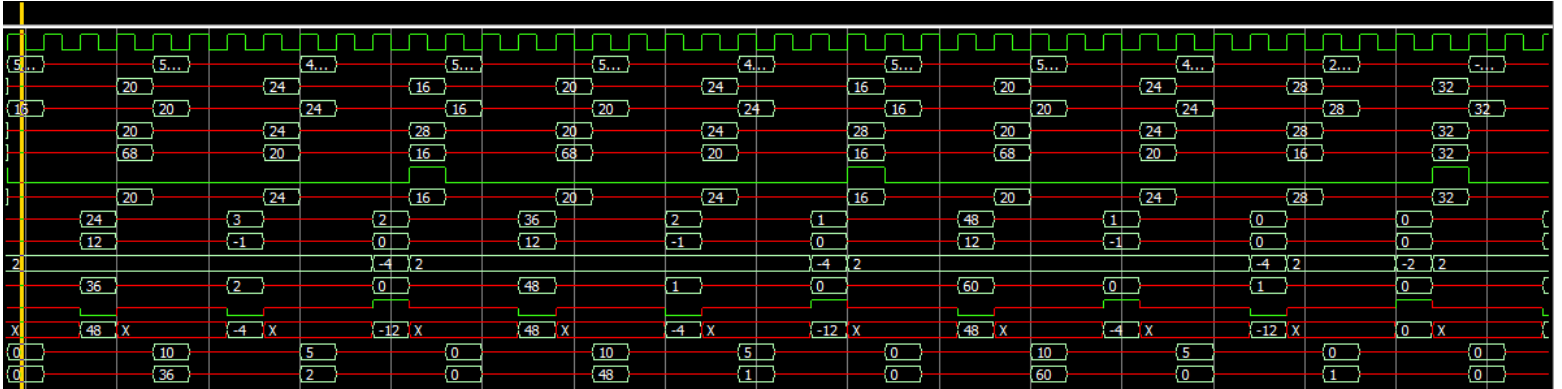 5... 5... 4... 5... 5... 4... 5... 5... 4... 2... -...
20 24 16 20 24 16 20 24 28 32
16 20 24 16 20 24 16 20 24 28 32
20 24 28 20 24 28 20 24 28 32
68 20 16 68 20 16 68 20 16 32
20 24 16 20 24 16 20 24 28 32
24 3 2 36 2 1 48 1 0 0
12 -1 0 12 -1 0 12 -1 0 0
2 -4 2 -4 2 -4 2 -2 2
36 2 0 48 1 0 60 0 1 0
X 48 X -4 X -12 X 48 X -4 X -12 X 48 X -4 X -12 X 0 X
0 10 5 0 10 5 0 10 5 0 0
0 36 2 0 48 1 0 60 0 1 0